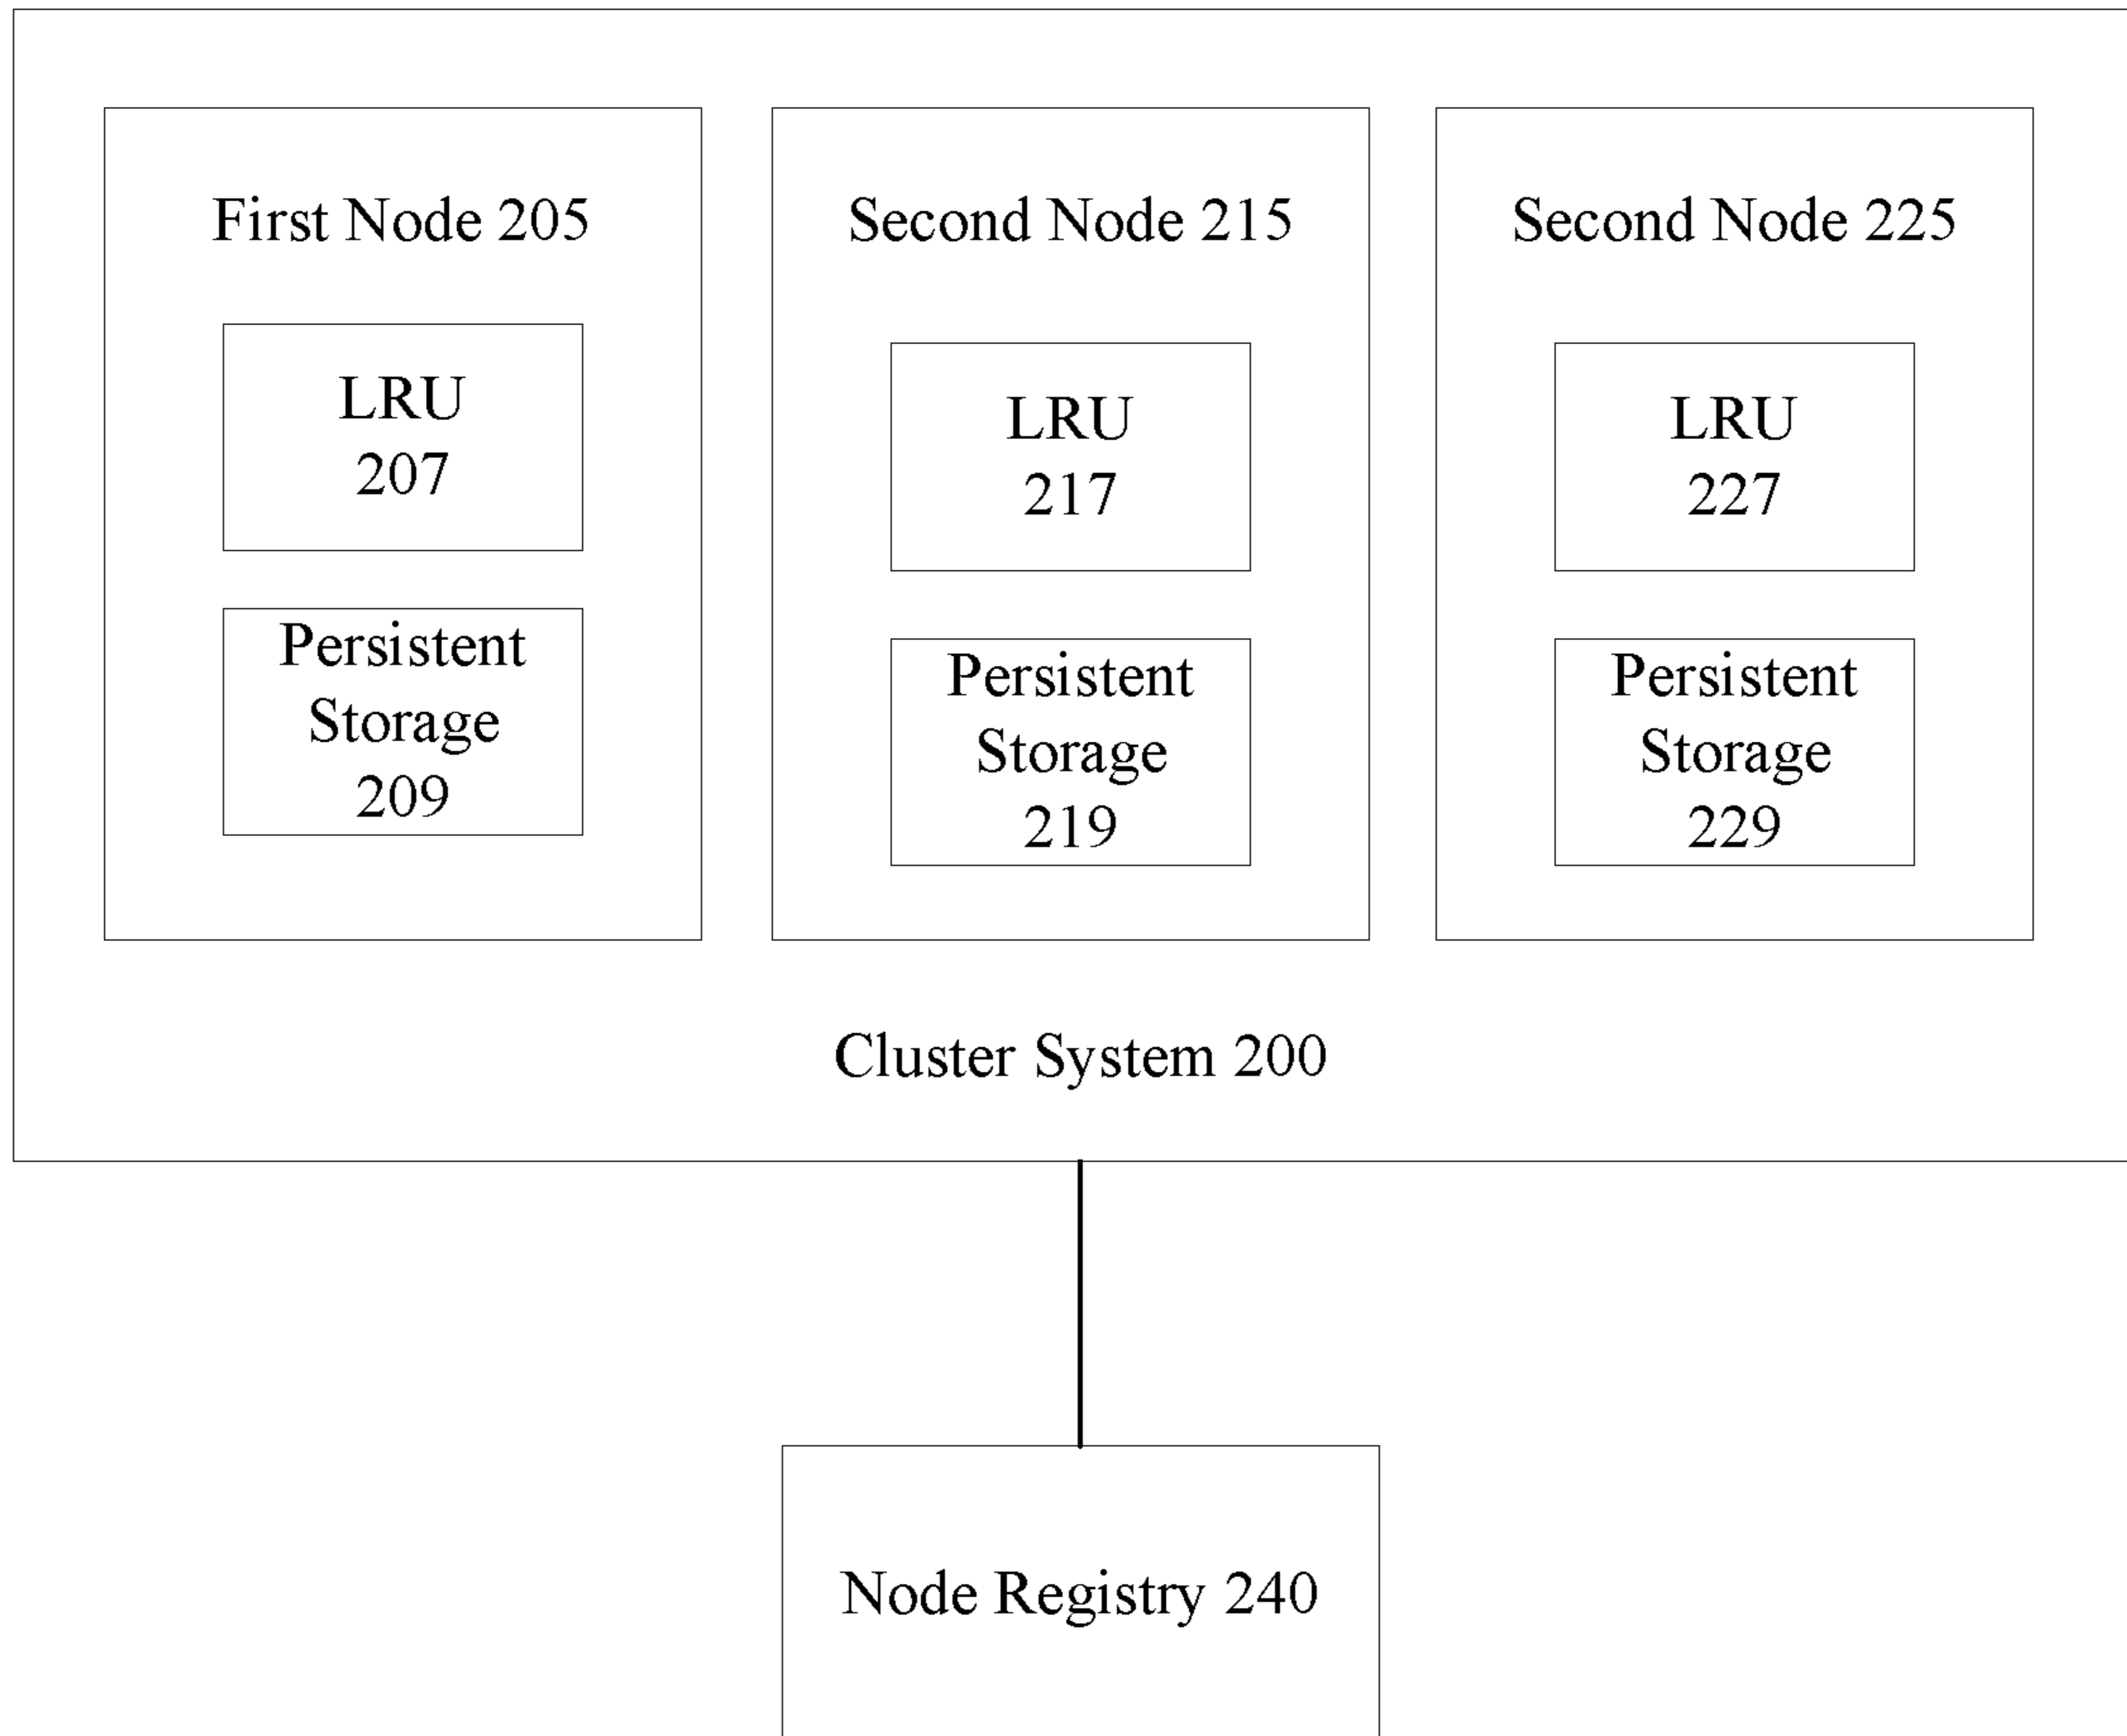 First Node 205
LRU
207
Persistent
Storage
209
Second Node 215
LRU
217
Persistent
Storage
219
Second Node 225
LRU
227
Persistent
Storage
229
Cluster System 200
Node Registry 240